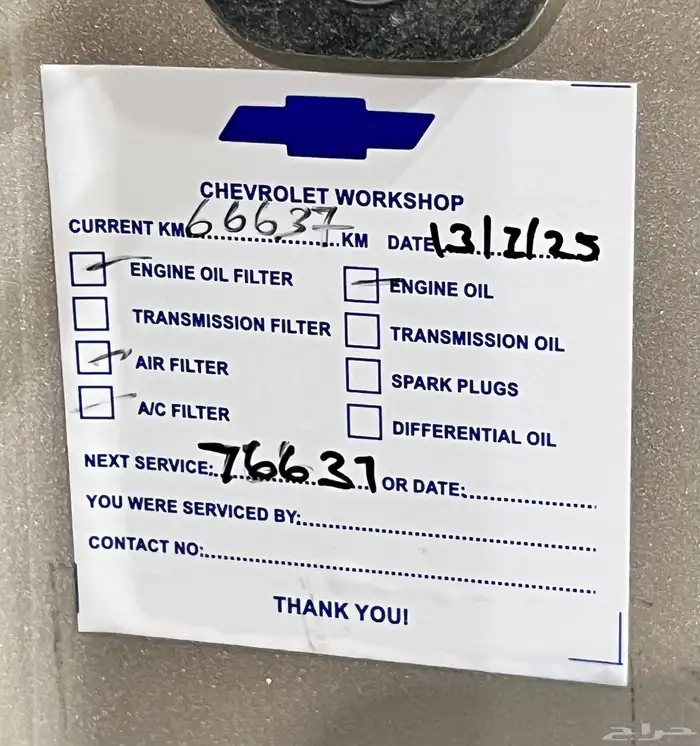 CHEVROLET WORKSHOP
CURRENT KM 66637 KM DATE 13/7/25
ENGINE OIL FILTER ENGINE OIL
TRANSMISSION FILTER TRANSMISSION OIL
AIR FILTER SPARK PLUGS
A/C FILTER DIFFERENTIAL OIL
NEXT SERVICE: 76637 OR DATE:
YOU WERE SERVICED BY:
CONTACT NO:
THANK YOU!
حراج